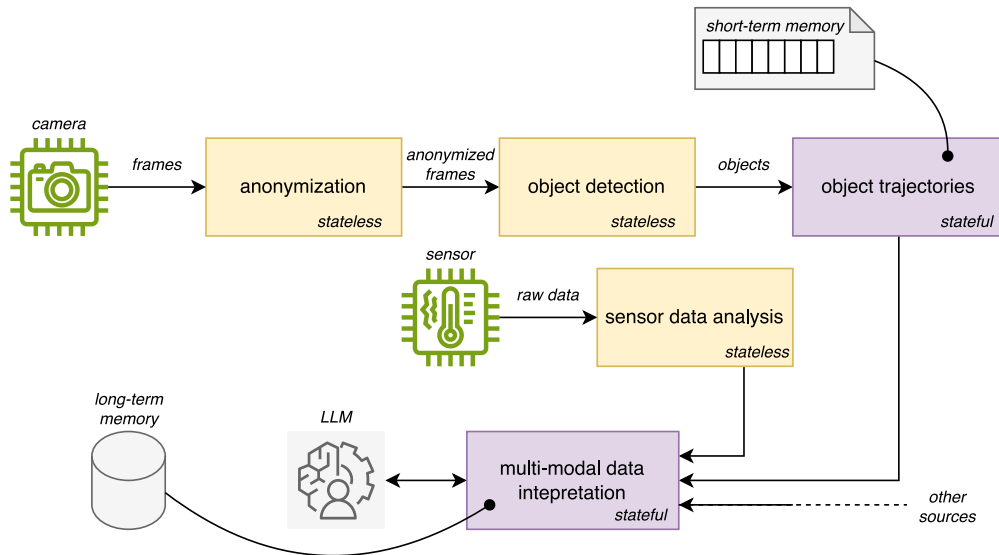 short-term memory
camera
frames
anonymization
stateless
anonymized
frames
object detection
stateless
objects
object trajectories
stateful
sensor
raw data
sensor data analysis
stateless
long-term
memory
LLM
multi-modal data
intepretation
stateful
other
sources